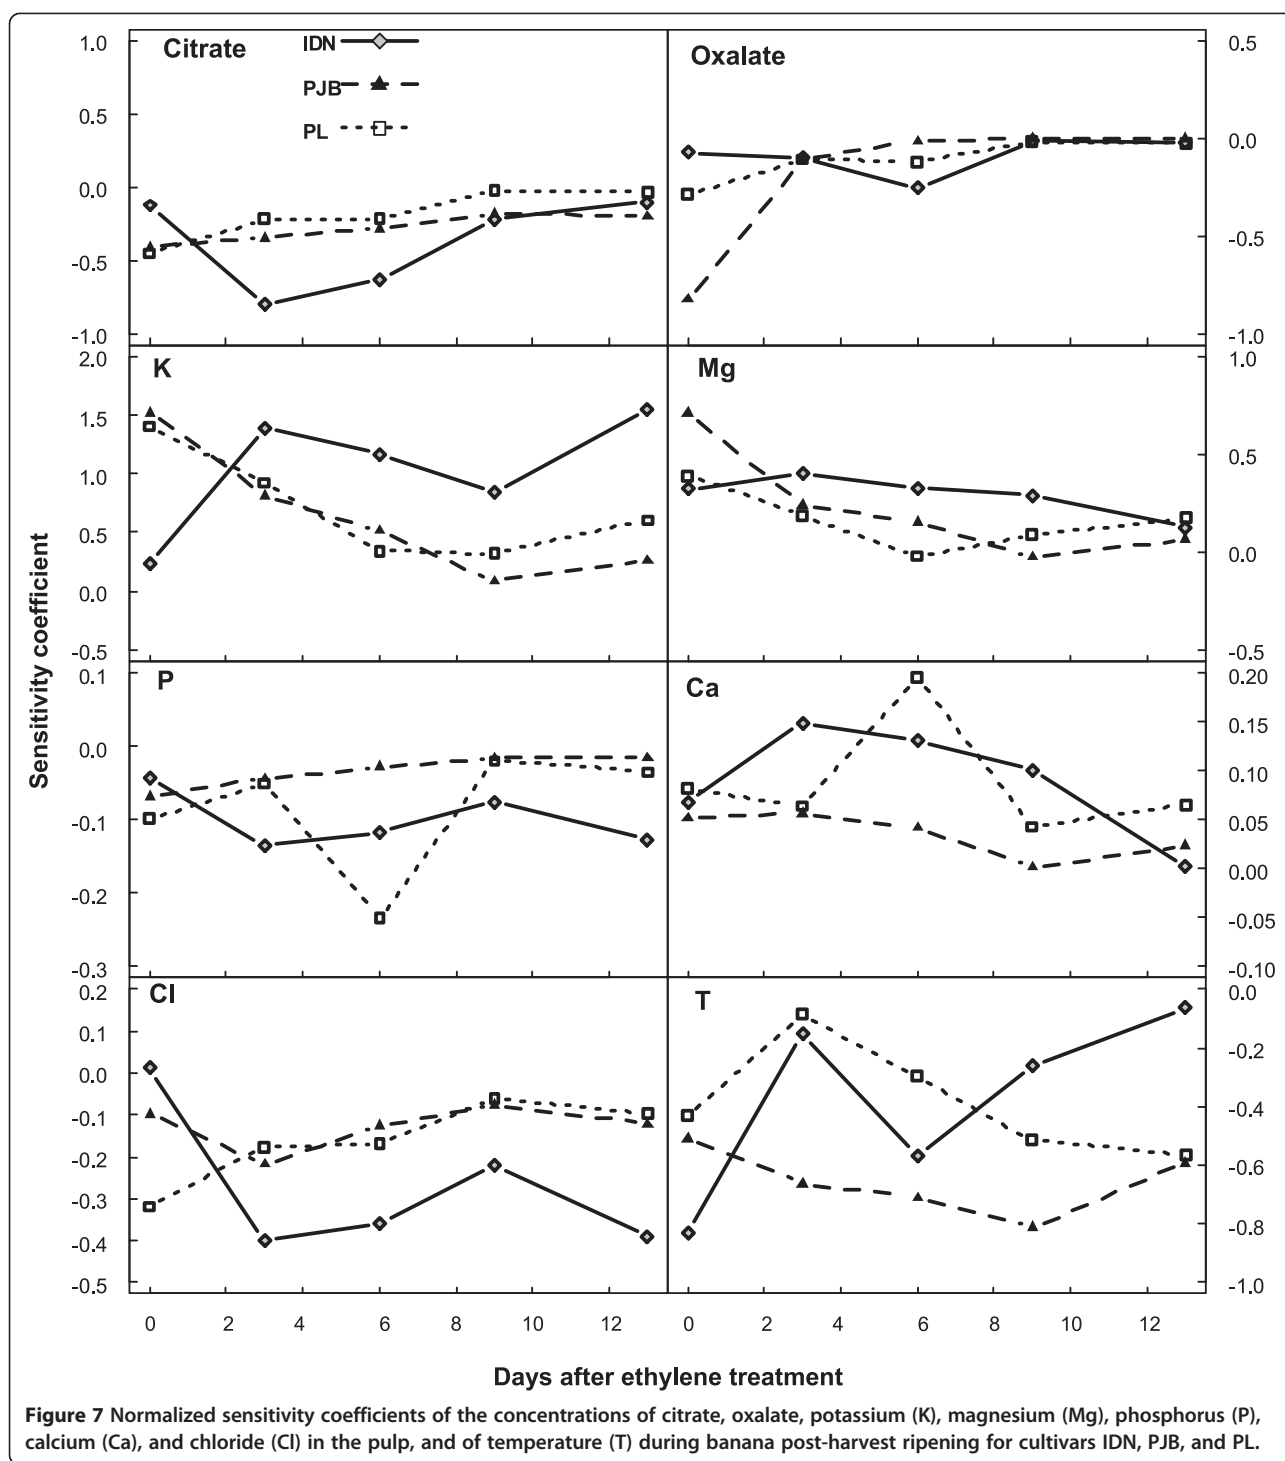 Citrate
IDN
PJB
PL
1.0
0.5
0.0
-0.5
-1.0
Oxalate
0.5
0.0
-0.5
-1.0
K
2.0
1.5
1.0
0.5
0.0
-0.5
Mg
1.0
0.5
0.0
-0.5
P
0.1
0.0
-0.1
-0.2
-0.3
Ca
0.20
0.15
0.10
0.05
0.00
-0.05
-0.10
Cl
0.2
0.1
0.0
-0.1
-0.2
-0.3
-0.4
-0.5
T
0.0
-0.2
-0.4
-0.6
-0.8
-1.0
Sensitivity coefficient
0 2 4 6 8 10 12
0 2 4 6 8 10 12
Days after ethylene treatment
Figure 7 Normalized sensitivity coefficients of the concentrations of citrate, oxalate, potassium (K), magnesium (Mg), phosphorus (P),
calcium (Ca), and chloride (Cl) in the pulp, and of temperature (T) during banana post-harvest ripening for cultivars IDN, PJB, and PL.